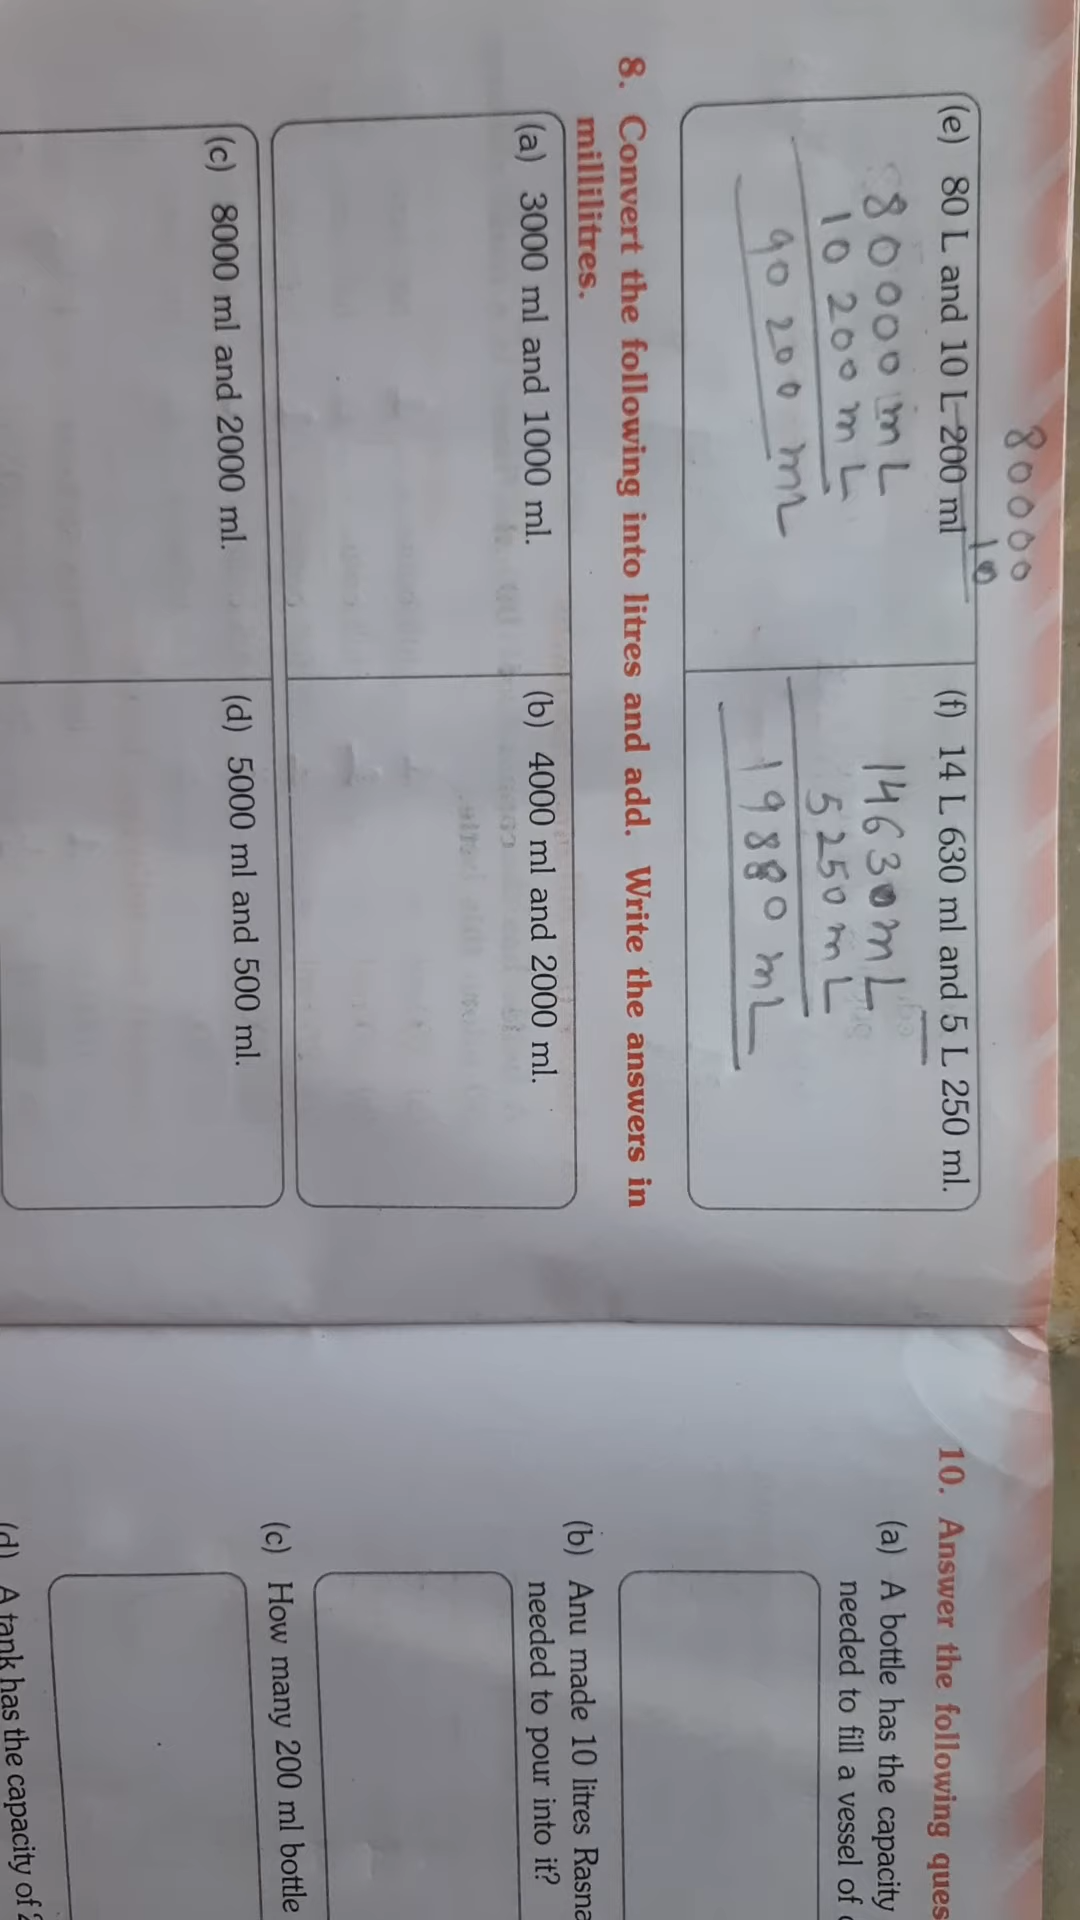 80000
10
(e) 80 L and 10 L 200 ml
80000 mL
10 200 mL
90 200 mL
(f) 14 L 630 ml and 5 L 250 ml.
14630 mL
5250 mL
19880 mL
8. Convert the following into litres and add. Write the answers in
millilitres.
(a) 3000 ml and 1000 ml.
(b) 4000 ml and 2000 ml.
(c) 8000 ml and 2000 ml.
(d) 5000 ml and 500 ml.
10. Answer the following ques
(a) A bottle has the capacity
needed to fill a vessel of
(b) Anu made 10 litres Rasna
needed to pour into it?
(c) How many 200 ml bottle
(d) A tank has the capacity of